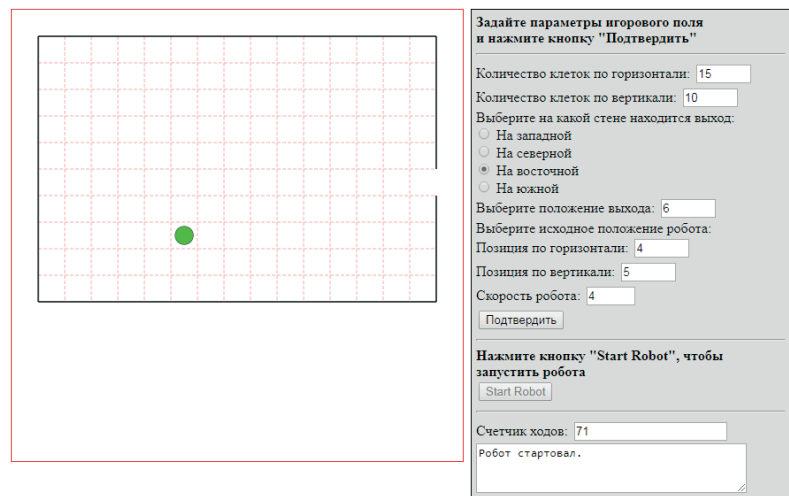 Задайте параметры игорового поля
и нажмите кнопку "Подтвердить"
Количество клеток по горизонтали: 15
Количество клеток по вертикали: 10
Выберите на какой стене находится выход:
На западной
На северной
На восточной
На южной
Выберите положение выхода: 6
Выберите исходное положение робота:
Позиция по горизонтали: 4
Позиция по вертикали: 5
Скорость робота: 4
Подтвердить
Нажмите кнопку "Start Robot", чтобы
запустить робота
Start Robot
Счетчик ходов: 71
Робот стартовал.